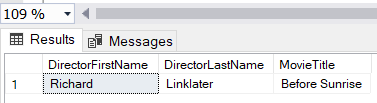 109 %
Results Messages
DirectorFirstName DirectorLastName MovieTitle
1 Richard Linklater Before Sunrise